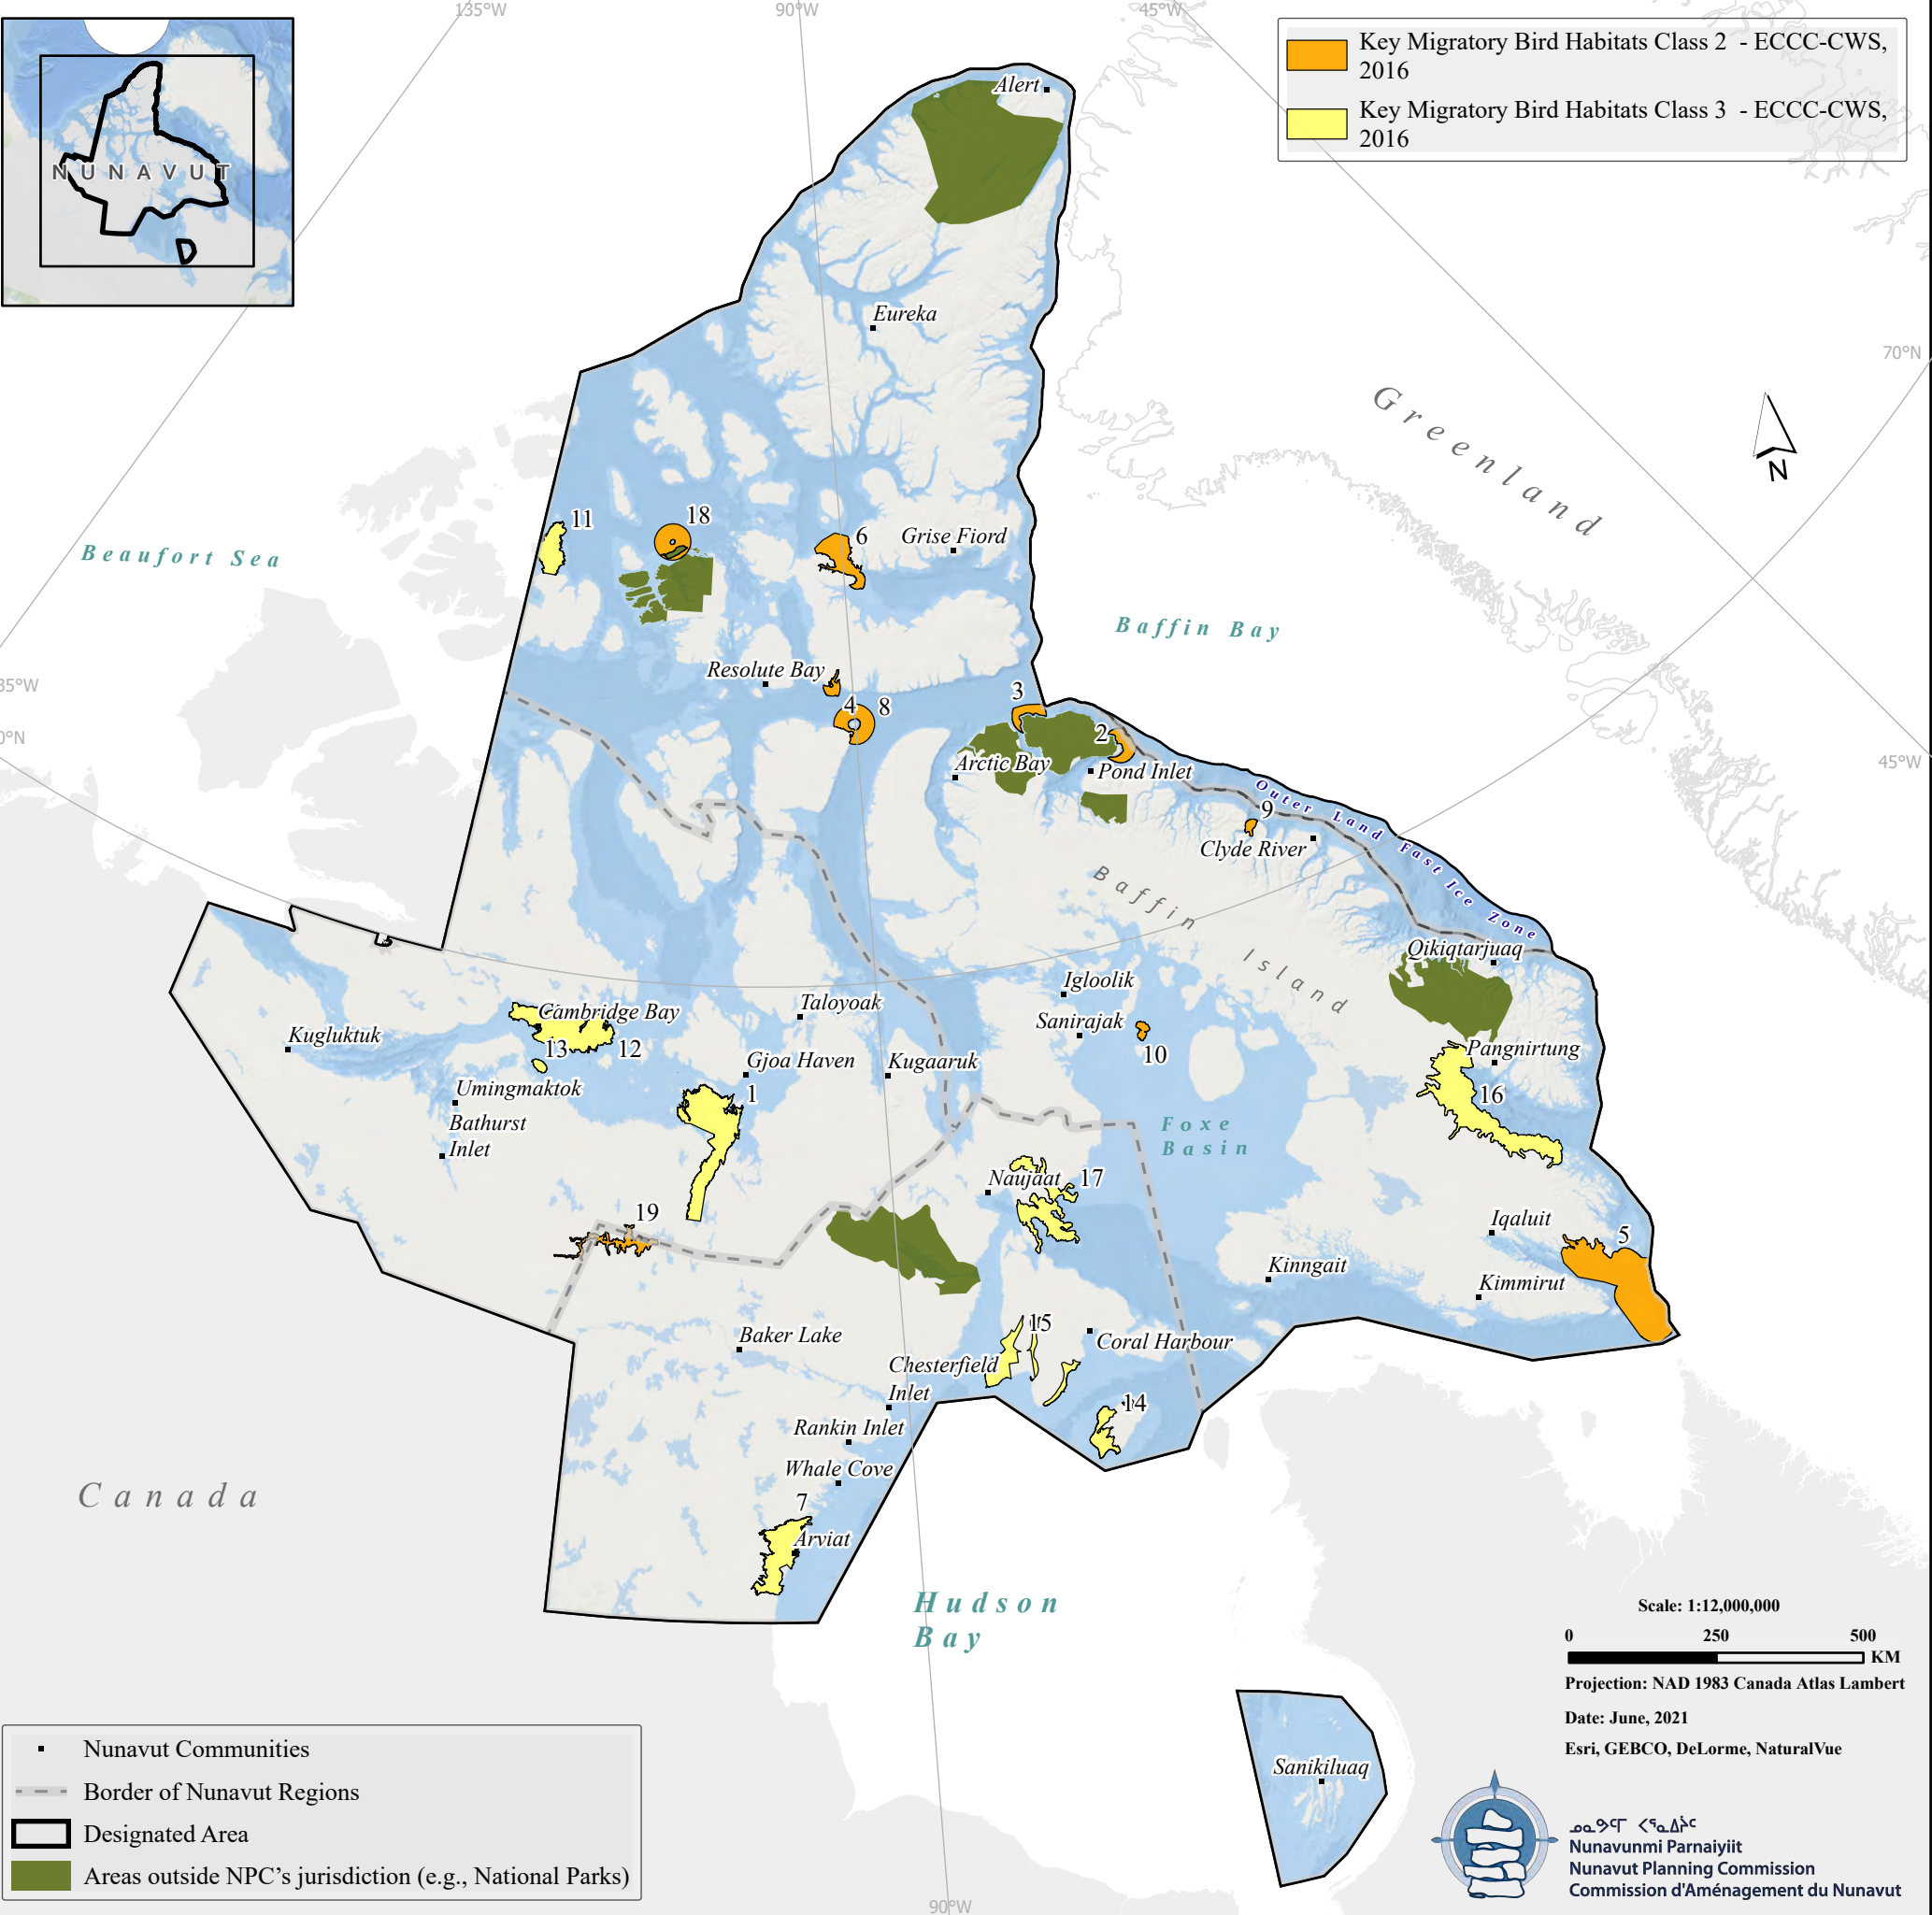 135°W
90°W
45°W
Key Migratory Bird Habitats Class 2 - ECCC-CWS,
2016
Key Migratory Bird Habitats Class 3 - ECCC-CWS,
2016
NUNAVUT
Alert
Eureka
70°N
Greenland
N
11
18
6
Grise Fiord
Beaufort Sea
Baffin Bay
Resolute Bay
35°W
3
4
8
2
0°N
Arctic Bay
Pond Inlet
45°W
Outer Land Fast Ice Zone
9
Clyde River
Baffin
Island
Qikiqtarjuaq
Igloolik
Taloyoak
Cambridge Bay
Sanirajak
Kugluktuk
13
12
10
Pangnirtung
Gjoa Haven
Kugaaruk
Umingmaktok
1
16
Bathurst
Inlet
Foxe
Basin
Naujaat
17
19
Iqaluit
5
Kinngait
Kimmirut
15
Baker Lake
Coral Harbour
Chesterfield
Inlet
14
Rankin Inlet
Whale Cove
Canada
7
Arviat
Hudson
Bay
Scale: 1:12,000,000
0 250 500
KM
Projection: NAD 1983 Canada Atlas Lambert
Date: June, 2021
Esri, GEBCO, DeLorme, NaturalVue
Sanikiluaq
Nunavut Communities
Border of Nunavut Regions
Designated Area
Areas outside NPC's jurisdiction (e.g., National Parks)
ᓄᓇᕗᑦᒥ ᐸᕐᓇᐃᔩᑦ
Nunavunmi Parnaiyiit
Nunavut Planning Commission
Commission d'Aménagement du Nunavut
90°W